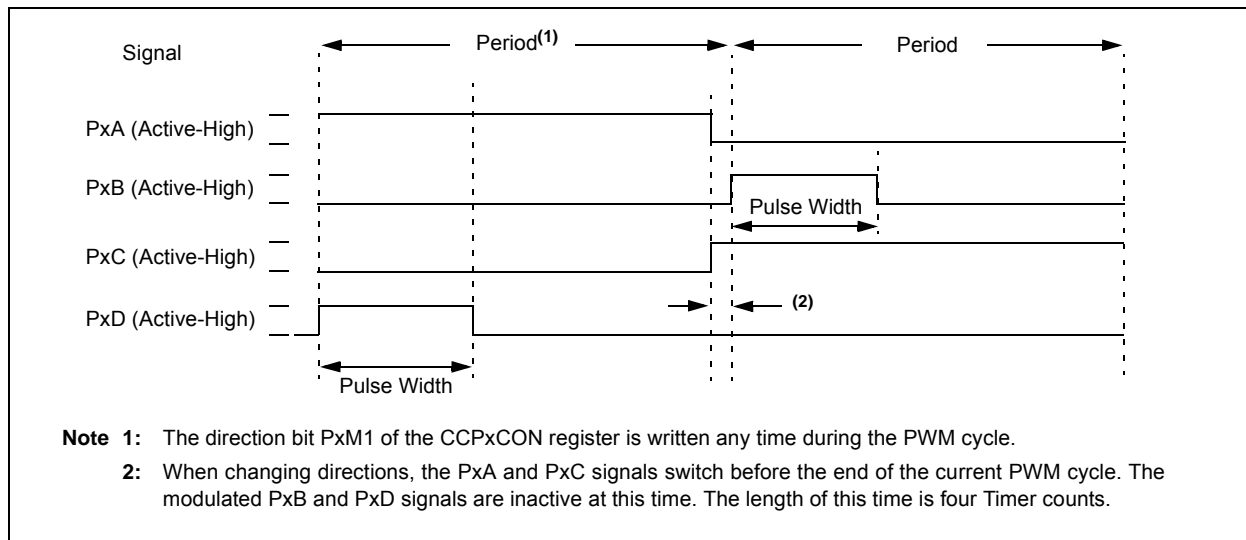 Signal
Period(1)
Period
PxA (Active-High)
PxB (Active-High)
Pulse Width
PxC (Active-High)
(2)
PxD (Active-High)
Pulse Width
Note 1: The direction bit PxM1 of the CCPxCON register is written any time during the PWM cycle.
2: When changing directions, the PxA and PxC signals switch before the end of the current PWM cycle. The
modulated PxB and PxD signals are inactive at this time. The length of this time is four Timer counts.